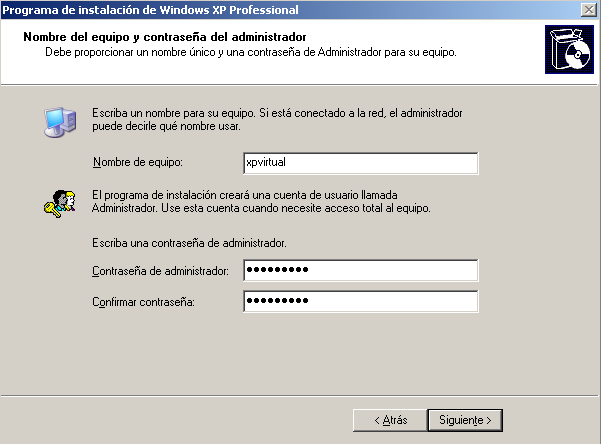 Programa de instalación de Windows XP Professional
Nombre del equipo y contraseña del administrador
Debe proporcionar un nombre único y una contraseña de Administrador para su equipo.
Escriba un nombre para su equipo. Si está conectado a la red, el administrador
puede decirle qué nombre usar.
Nombre de equipo: xpvirtual
El programa de instalación creará una cuenta de usuario llamada
Administrador. Use esta cuenta cuando necesite acceso total al equipo.
Escriba una contraseña de administrador.
Contraseña de administrador: ●●●●●●●●●
Confirmar contraseña: ●●●●●●●●●
< Atrás Siguiente >